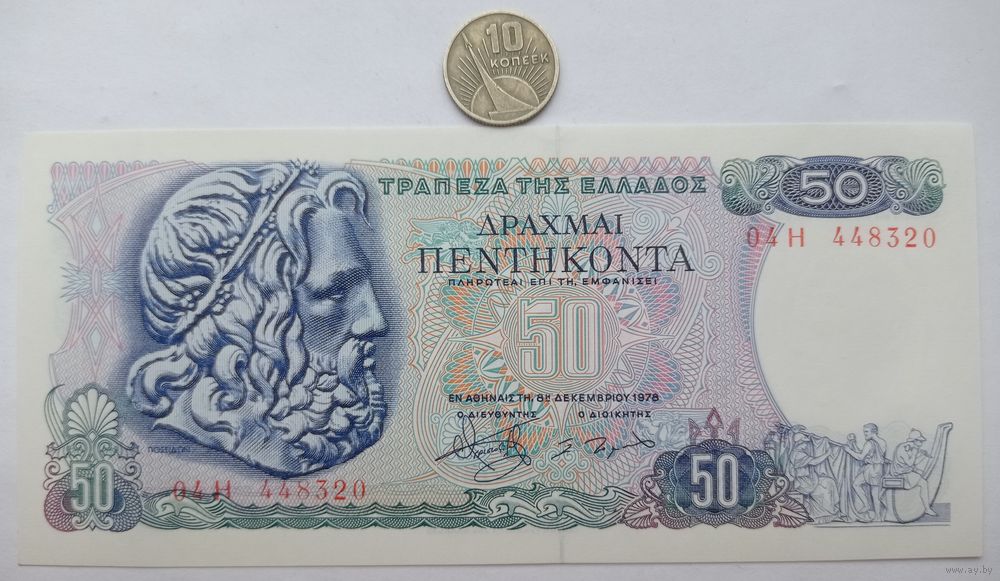 10
КОПЕЕК
ΤΡΑΠΕΖΑ ΤΗΣ ΕΛΛΑΔΟΣ
50
ΔΡΑΧΜΑΙ
04Η 448320
ΠΕΝΤΗΚΟΝΤΑ
ΠΛΗΡΩΤΕΑΙ ΕΠΙ ΤΗ, ΕΜΦΑΝΙΣΕΙ
50
ΕΝ ΑΘΗΝΑΙΣ ΤΗ, 8Η ΔΕΚΕΜΒΡΙΟΥ 1978
Ο ΔΙΕΥΘΥΝΤΗΣ Ο ΔΙΟΙΚΗΤΗΣ
ΠΟΣΕΙΔΩΝ
50
04Η 448320
50
www.ay.by